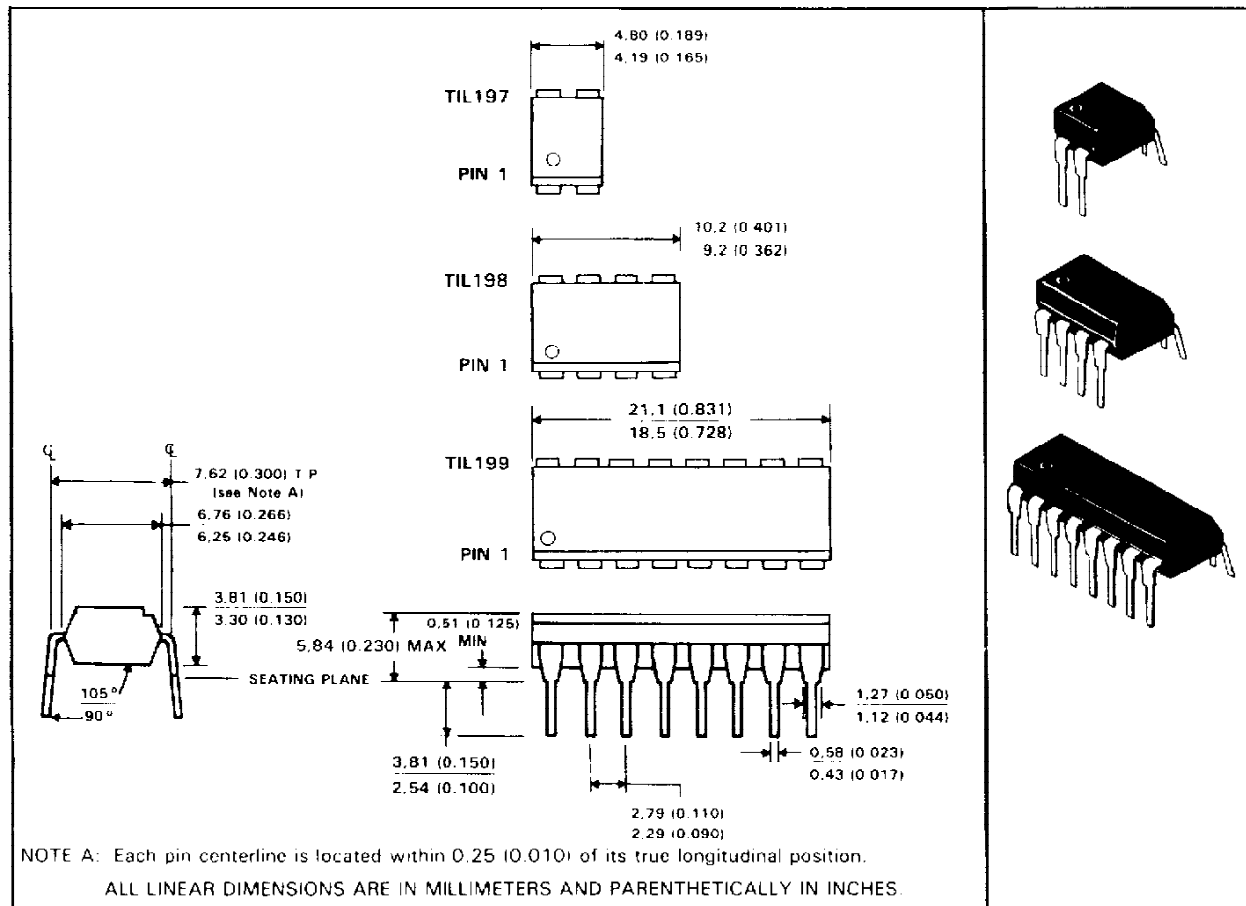 4,80 (0.189)
4,19 (0.165)
TIL197
PIN 1
10,2 (0.401)
9,2 (0.362)
TIL198
PIN 1
21,1 (0.831)
18,5 (0.728)
TIL199
PIN 1
℄ ℄
7,62 (0.300) T P
(see Note A)
6,76 (0.266)
6,25 (0.246)
3,81 (0.150)
3,30 (0.130)
105°
90°
SEATING PLANE
5,84 (0.230) MAX
0,51 (0.125)
MIN
3,81 (0.150)
2,54 (0.100)
2,79 (0.110)
2,29 (0.090)
1,27 (0.050)
1,12 (0.044)
0,58 (0.023)
0,43 (0.017)
NOTE A: Each pin centerline is located within 0,25 (0.010) of its true longitudinal position.
ALL LINEAR DIMENSIONS ARE IN MILLIMETERS AND PARENTHETICALLY IN INCHES.